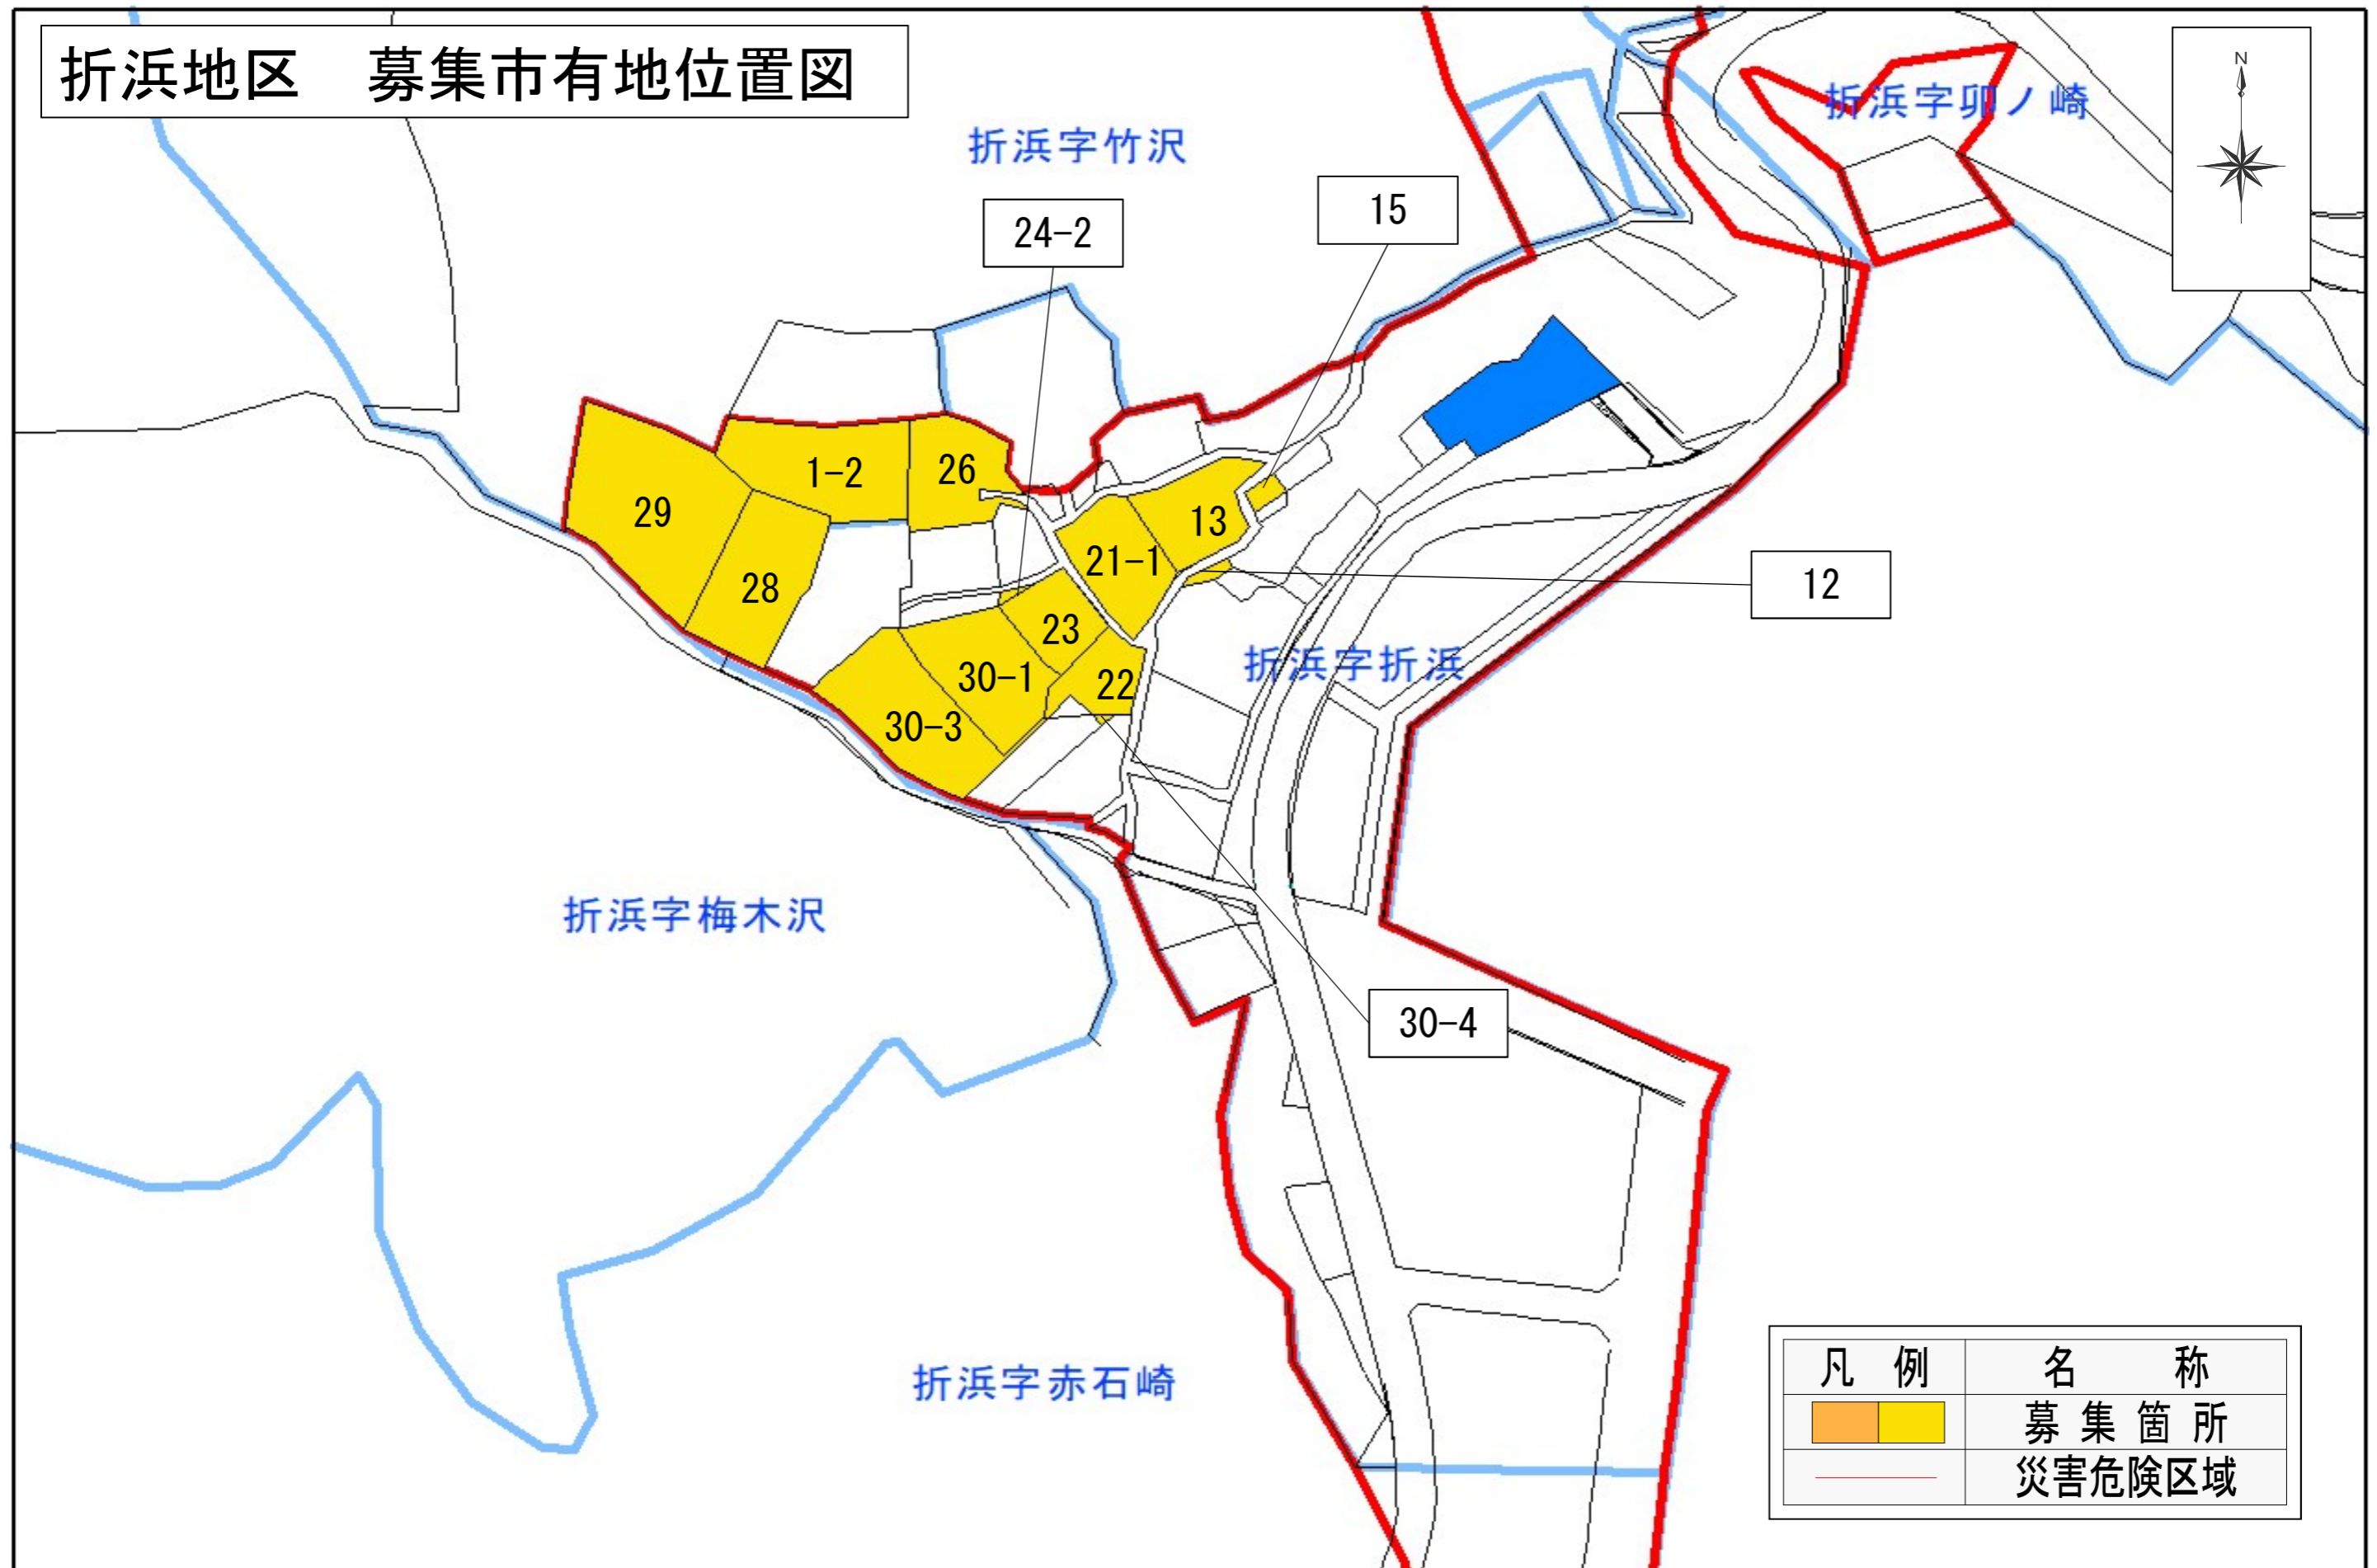 折浜地区　募集市有地位置図
N
折浜字卯ノ崎
折浜字竹沢
15
24-2
1-2
26
29
13
21-1
28
12
23
折浜字折浜
30-1
22
30-3
折浜字梅木沢
30-4
折浜字赤石崎
凡 例 名 称
募集箇所
災害危険区域